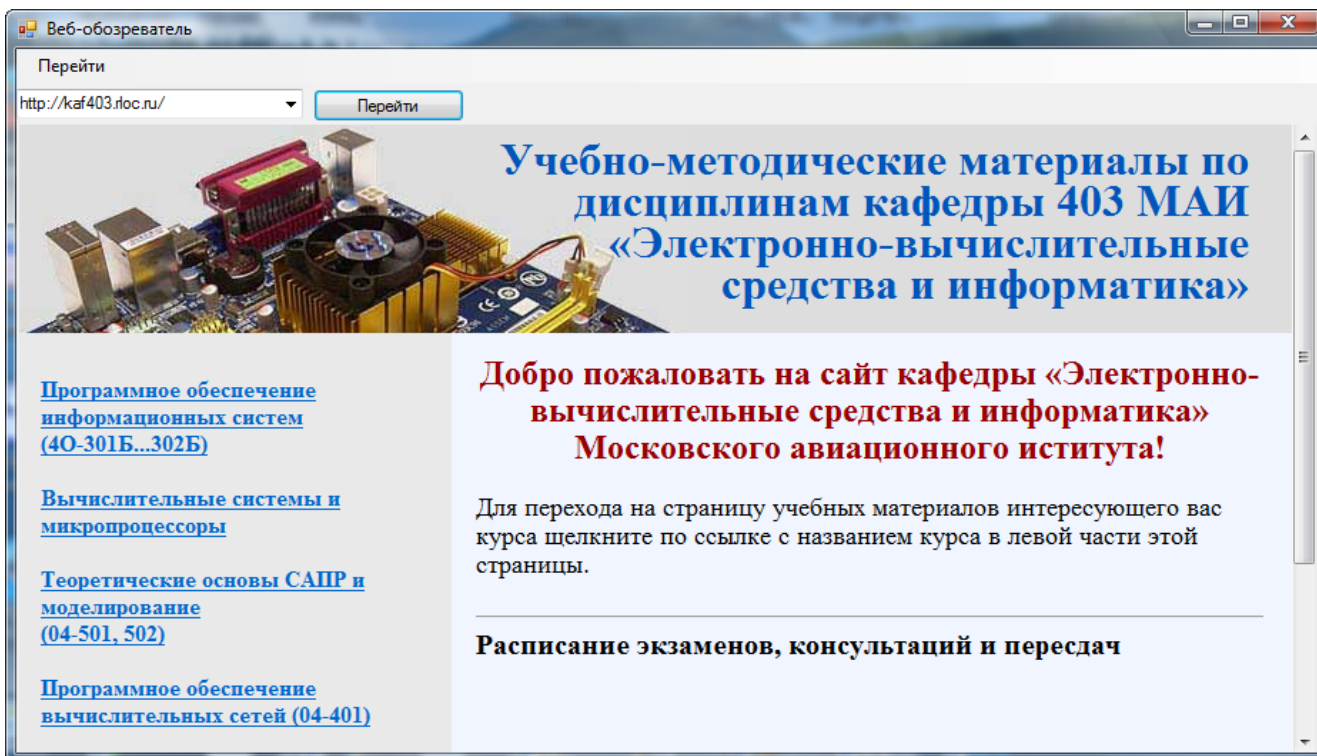 Веб-обозреватель
Перейти
http://kaf403.rloc.ru/
Перейти
Учебно-методические материалы по
дисциплинам кафедры 403 МАИ
«Электронно-вычислительные
средства и информатика»
Программное обеспечение
информационных систем
(4О-301Б...302Б)
Вычислительные системы и
микропроцессоры
Теоретические основы САПР и
моделирование
(04-501, 502)
Программное обеспечение
вычислительных сетей (04-401)
Добро пожаловать на сайт кафедры «Электронно-
вычислительные средства и информатика»
Московского авиационного иститута!
Для перехода на страницу учебных материалов интересующего вас
курса щелкните по ссылке с названием курса в левой части этой
страницы.
Расписание экзаменов, консультаций и пересдач